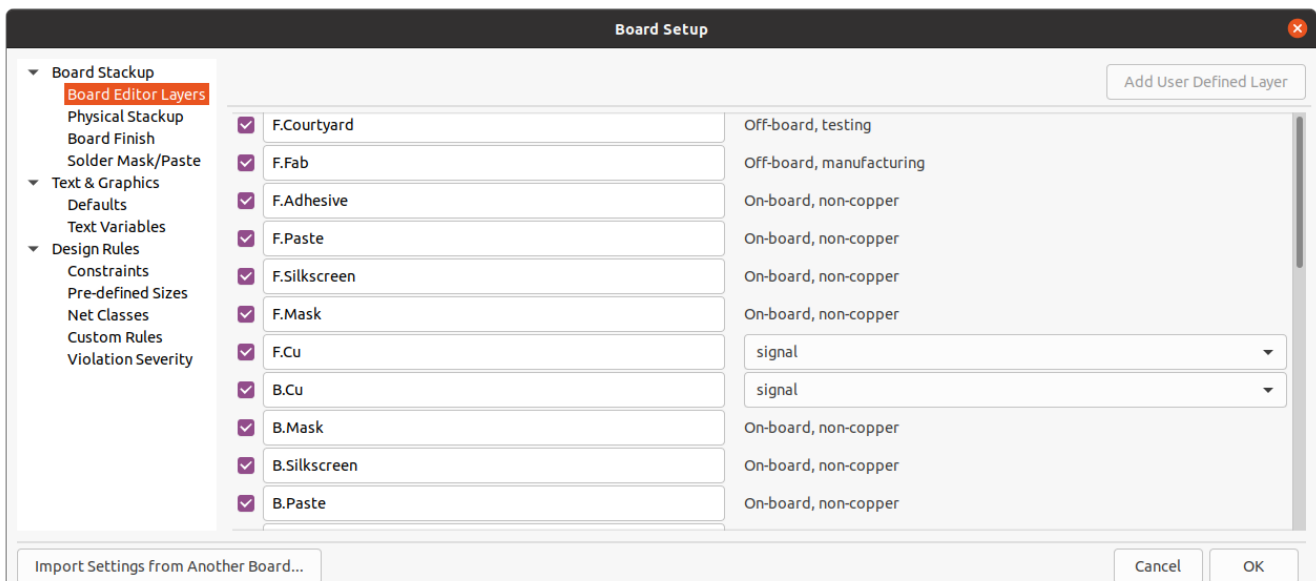 Board Setup
Board Stackup
Board Editor Layers
Physical Stackup
Board Finish
Solder Mask/Paste
Text & Graphics
Defaults
Text Variables
Design Rules
Constraints
Pre-defined Sizes
Net Classes
Custom Rules
Violation Severity
Add User Defined Layer
F.Courtyard Off-board, testing
F.Fab Off-board, manufacturing
F.Adhesive On-board, non-copper
F.Paste On-board, non-copper
F.Silkscreen On-board, non-copper
F.Mask On-board, non-copper
F.Cu signal
B.Cu signal
B.Mask On-board, non-copper
B.Silkscreen On-board, non-copper
B.Paste On-board, non-copper
Import Settings from Another Board... Cancel OK